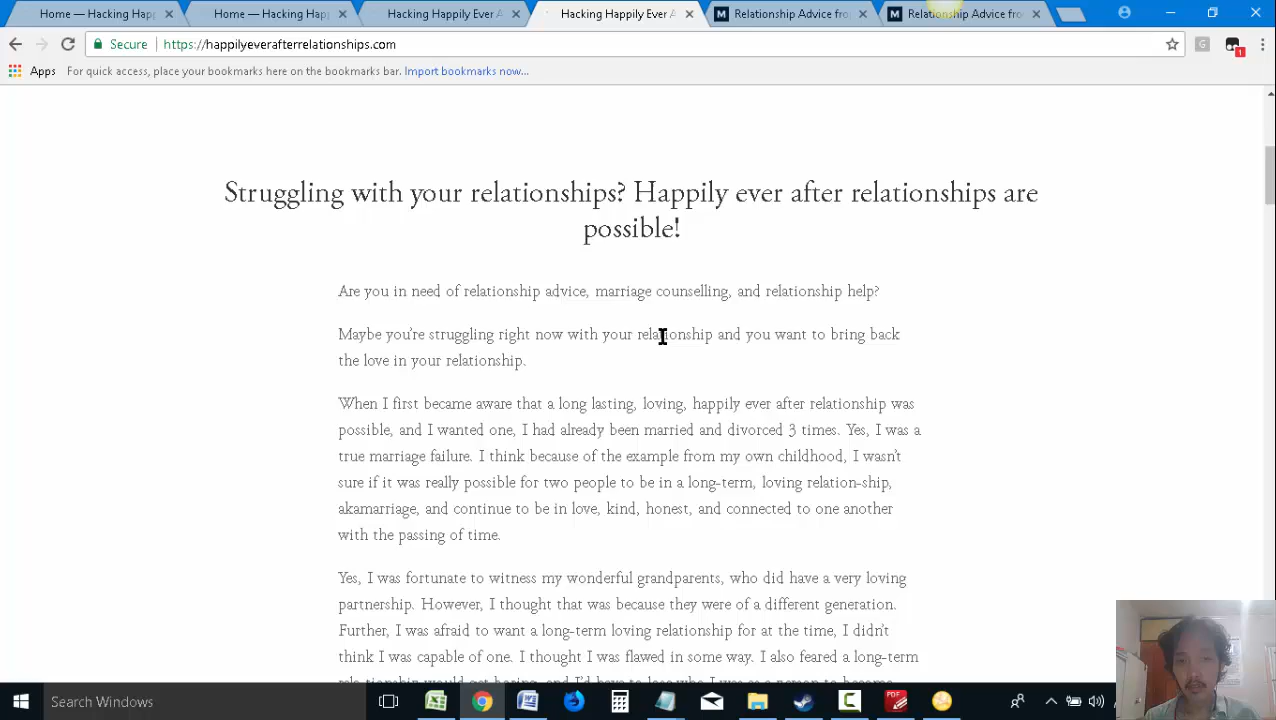 Home — Hacking Hap
Home — Hacking Hap
Hacking Happily Ever A
Hacking Happily Ever A
Relationship Advice fro
Relationship Advice fro
Secure
https://happilyeverafterrelationships.com
Apps
For quick access, place your bookmarks here on the bookmarks bar. Import bookmarks now...
Struggling with your relationships? Happily ever after relationships are
possible!
Are you in need of relationship advice, marriage counselling, and relationship help?
Maybe you're struggling right now with your relationship and you want to bring back
the love in your relationship.
When I first became aware that a long lasting, loving, happily ever after relationship was
possible, and I wanted one, I had already been married and divorced 3 times. Yes, I was a
true marriage failure. I think because of the example from my own childhood, I wasn't
sure if it was really possible for two people to be in a long-term, loving relation-ship,
akamarriage, and continue to be in love, kind, honest, and connected to one another
with the passing of time.
Yes, I was fortunate to witness my wonderful grandparents, who did have a very loving
partnership. However, I thought that was because they were of a different generation.
Further, I was afraid to want a long-term loving relationship for at the time, I didn't
think I was capable of one. I thought I was flawed in some way. I also feared a long-term
Search Windows